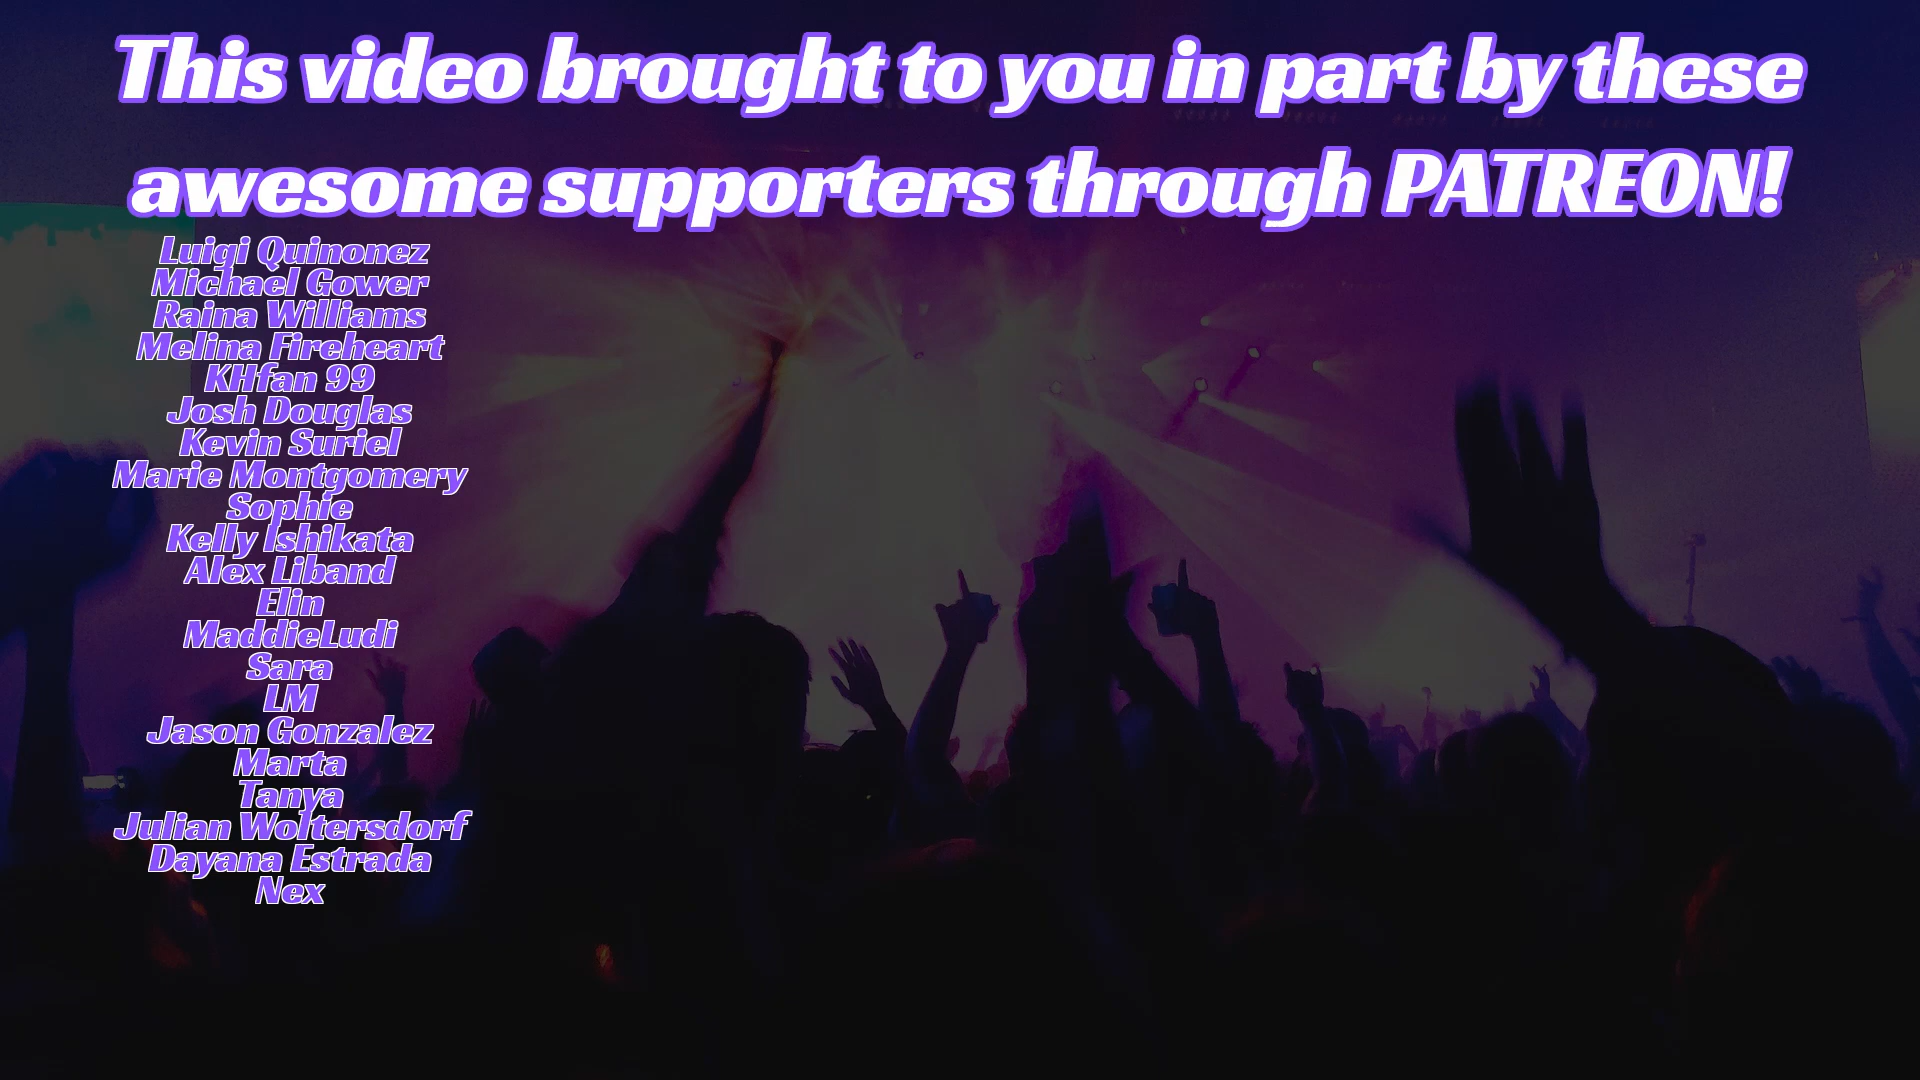 This video brought to you in part by these
awesome supporters through PATREON!
Luigi Quinonez
Michael Gower
Raina Williams
Melina Fireheart
KHfan 99
Josh Douglas
Kevin Suriel
Marie Montgomery
Sophie
Kelly Ishikata
Alex Liband
Elin
MaddieLudi
Sara
LM
Jason Gonzalez
Marta
Tanya
Julian Woltersdorf
Dayana Estrada
Nex